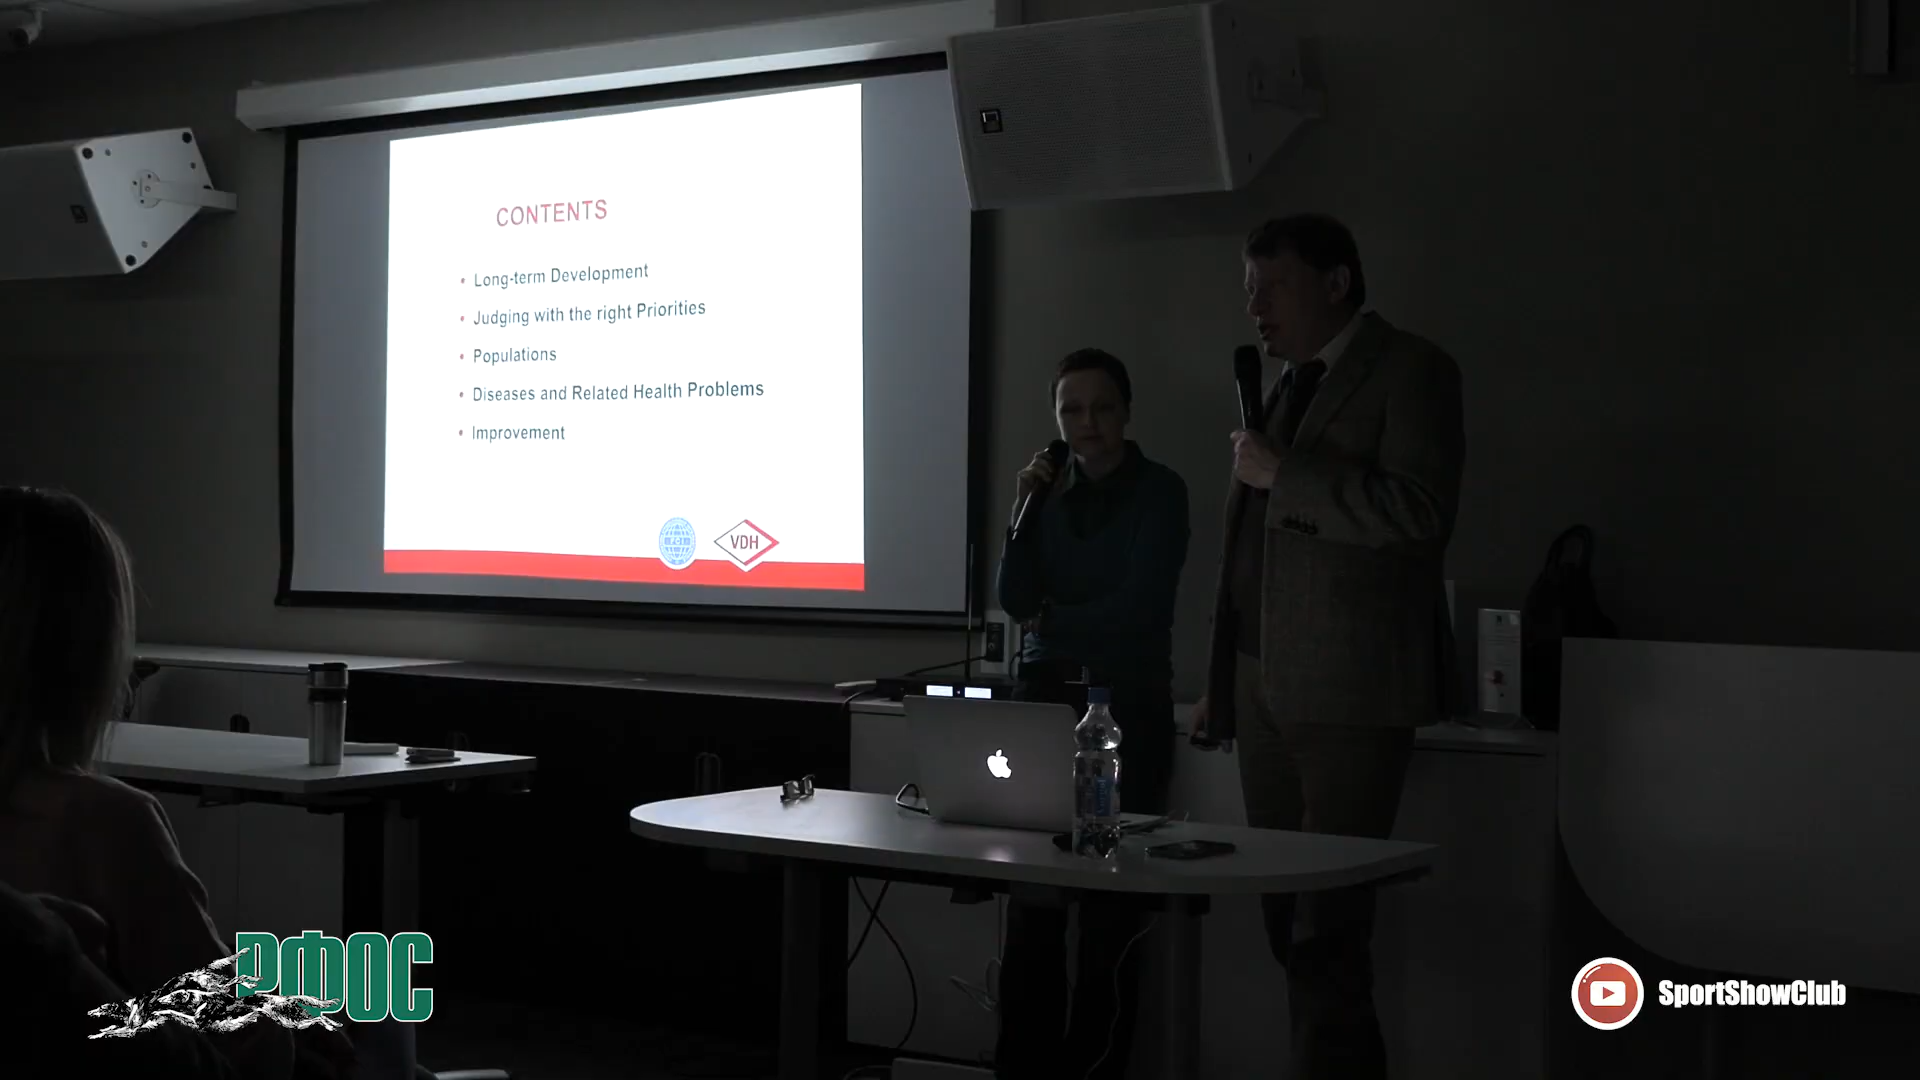 CONTENTS
• Long-term Development
• Judging with the right Priorities
• Populations
• Diseases and Related Health Problems
• Improvement
FCI
VDH
РФОС
SportShowClub